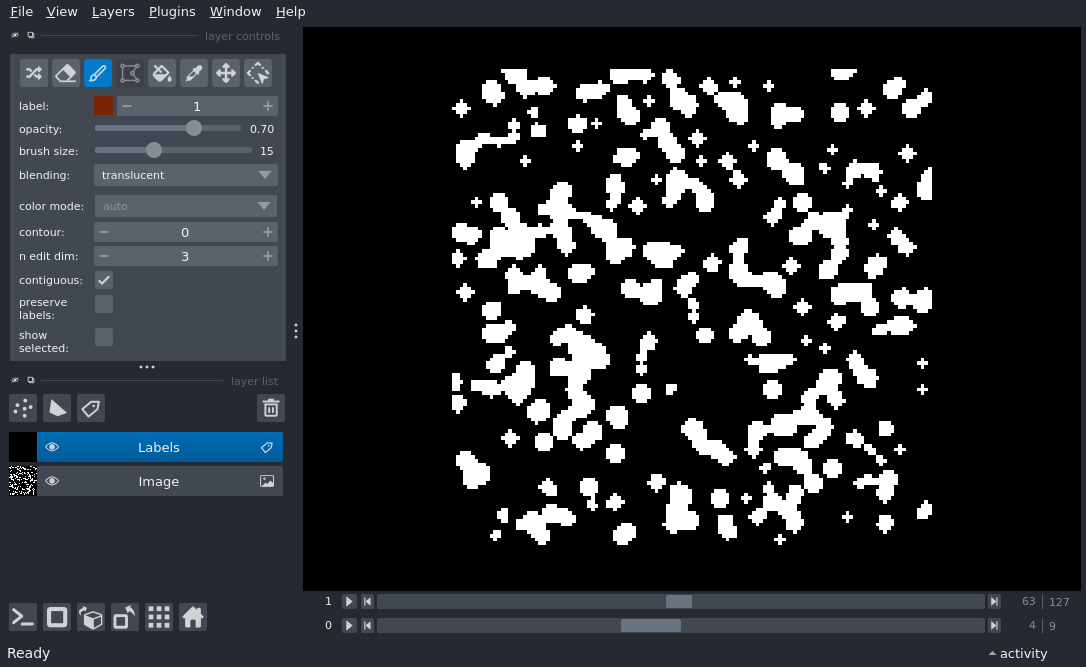 File View Layers Plugins Window Help
layer controls
label: 1
opacity: 0.70
brush size: 15
blending: translucent
color mode: auto
contour: 0
n edit dim: 3
contiguous:
preserve
labels:
show
selected:
layer list
Labels
Image
1 63 127
0 4 9
Ready activity